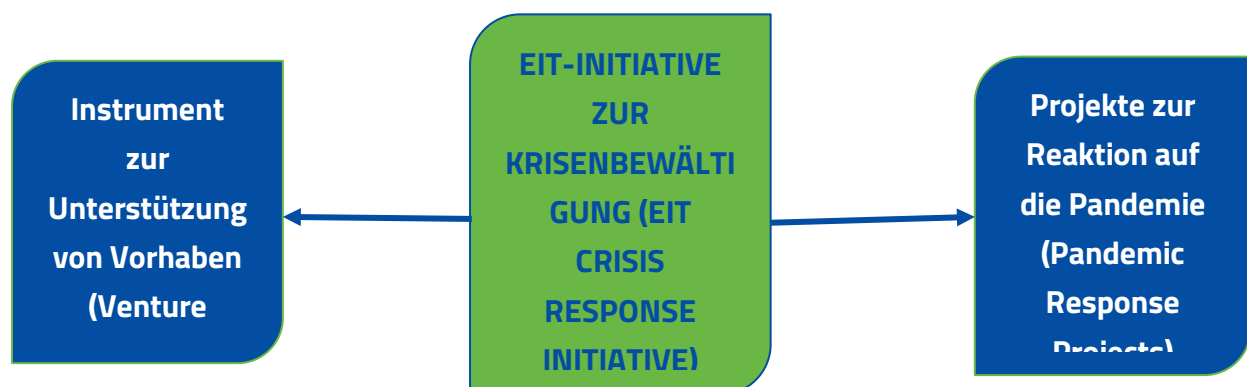 Instrument
zur
Unterstützung
von Vorhaben
(Venture
EIT-INITIATIVE
ZUR
KRISENBEWÄLTI
GUNG (EIT
CRISIS
RESPONSE
INITIATIVE)
Projekte zur
Reaktion auf
die Pandemie
(Pandemic
Response
Projects)